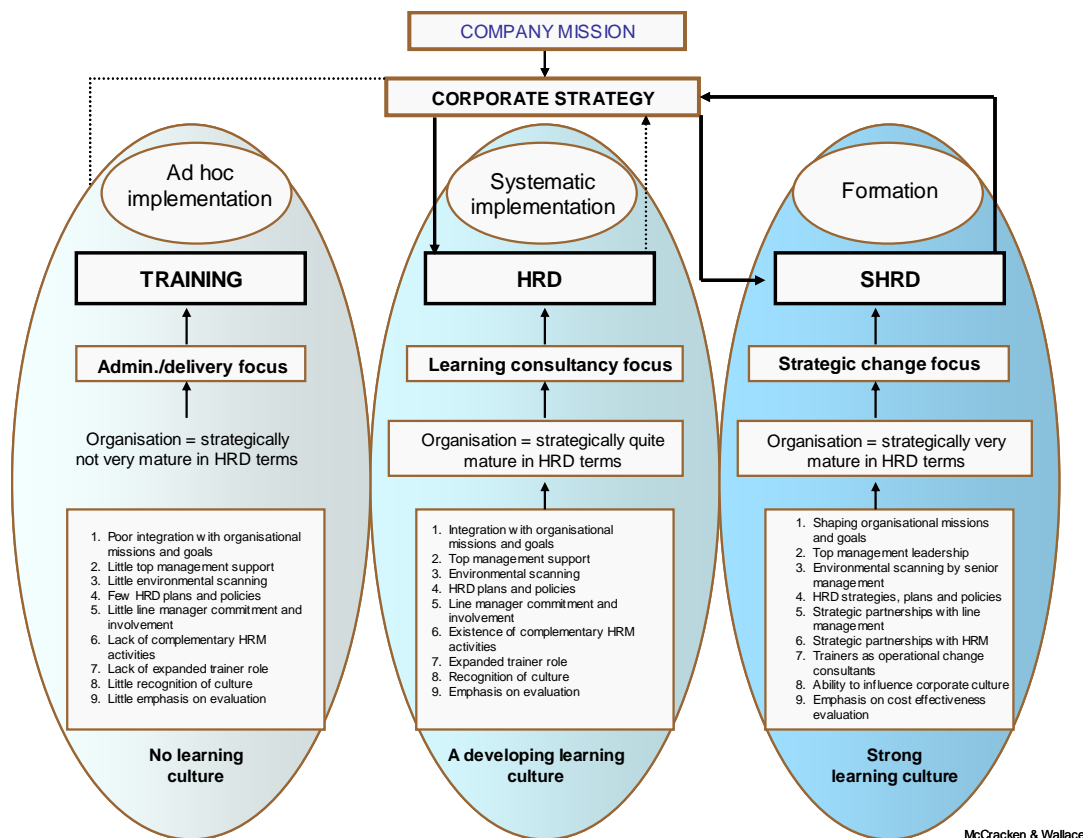 COMPANY MISSION
CORPORATE STRATEGY
Ad hoc
implementation
TRAINING
Admin./delivery focus
Organisation = strategically
not very mature in HRD terms
1. Poor integration with organisational
missions and goals
2. Little top management support
3. Little environmental scanning
4. Few HRD plans and policies
5. Little line manager commitment and
involvement
6. Lack of complementary HRM
activities
7. Lack of expanded trainer role
8. Little recognition of culture
9. Little emphasis on evaluation
No learning
culture
Systematic
implementation
HRD
Learning consultancy focus
Organisation = strategically quite
mature in HRD terms
1. Integration with organisational
missions and goals
2. Top management support
3. Environmental scanning
4. HRD plans and policies
5. Line manager commitment and
involvement
6. Existence of complementary HRM
activities
7. Expanded trainer role
8. Recognition of culture
9. Emphasis on evaluation
A developing learning
culture
Formation
SHRD
Strategic change focus
Organisation = strategically very
mature in HRD terms
1. Shaping organisational missions
and goals
2. Top management leadership
3. Environmental scanning by senior
management
4. HRD strategies, plans and policies
5. Strategic partnerships with line
management
6. Strategic partnerships with HRM
7. Trainers as operational change
consultants
8. Ability to influence corporate culture
9. Emphasis on cost effectiveness
evaluation
Strong
learning culture
McCracken & Wallace